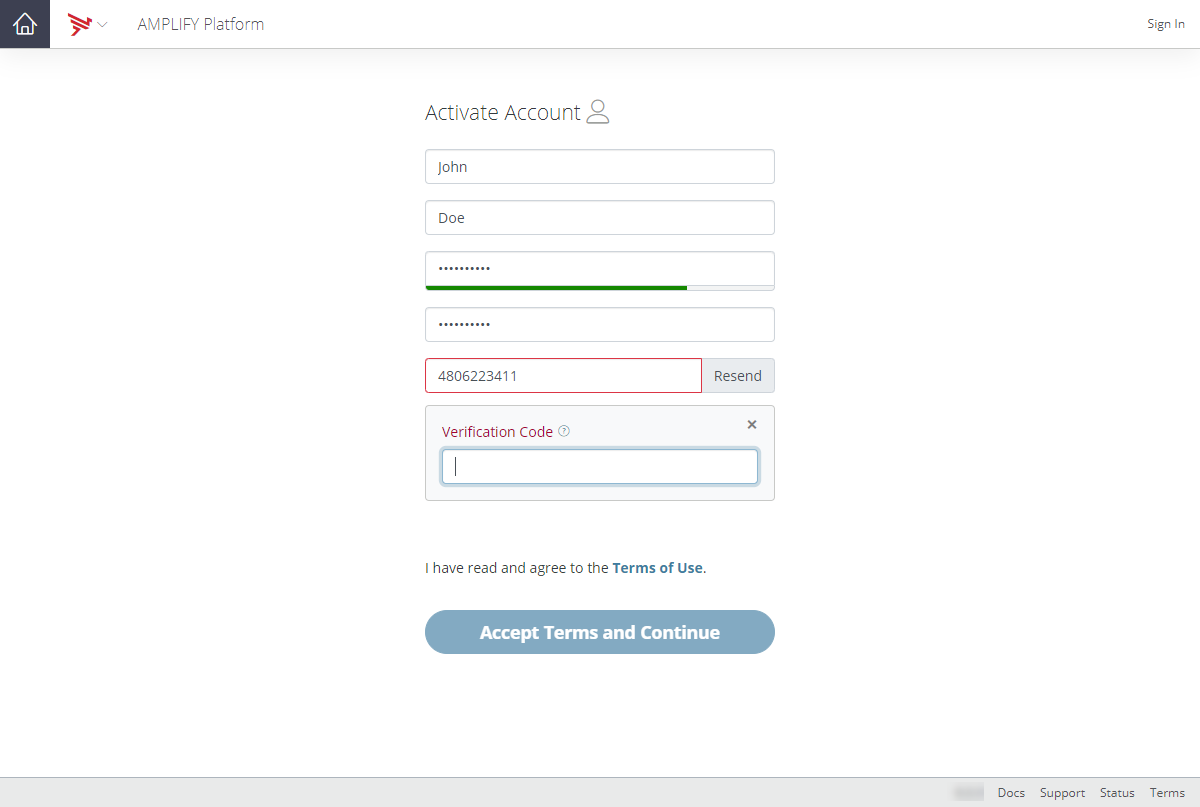 AMPLIFY Platform
Sign In
Activate Account
John
Doe
••••••••••
••••••••••
4806223411
Resend
Verification Code ?
×
I have read and agree to the Terms of Use.
Accept Terms and Continue
Docs
Support
Status
Terms